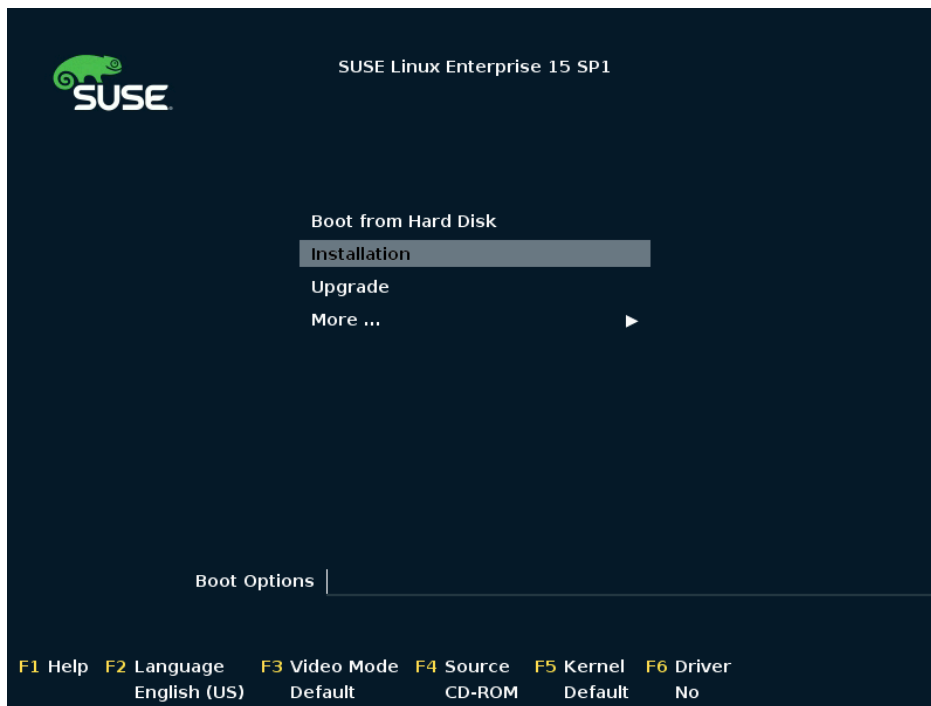 SUSE
SUSE Linux Enterprise 15 SP1
Boot from Hard Disk
Installation
Upgrade
More ...
Boot Options
F1 Help F2 Language F3 Video Mode F4 Source F5 Kernel F6 Driver
English (US) Default CD-ROM Default No